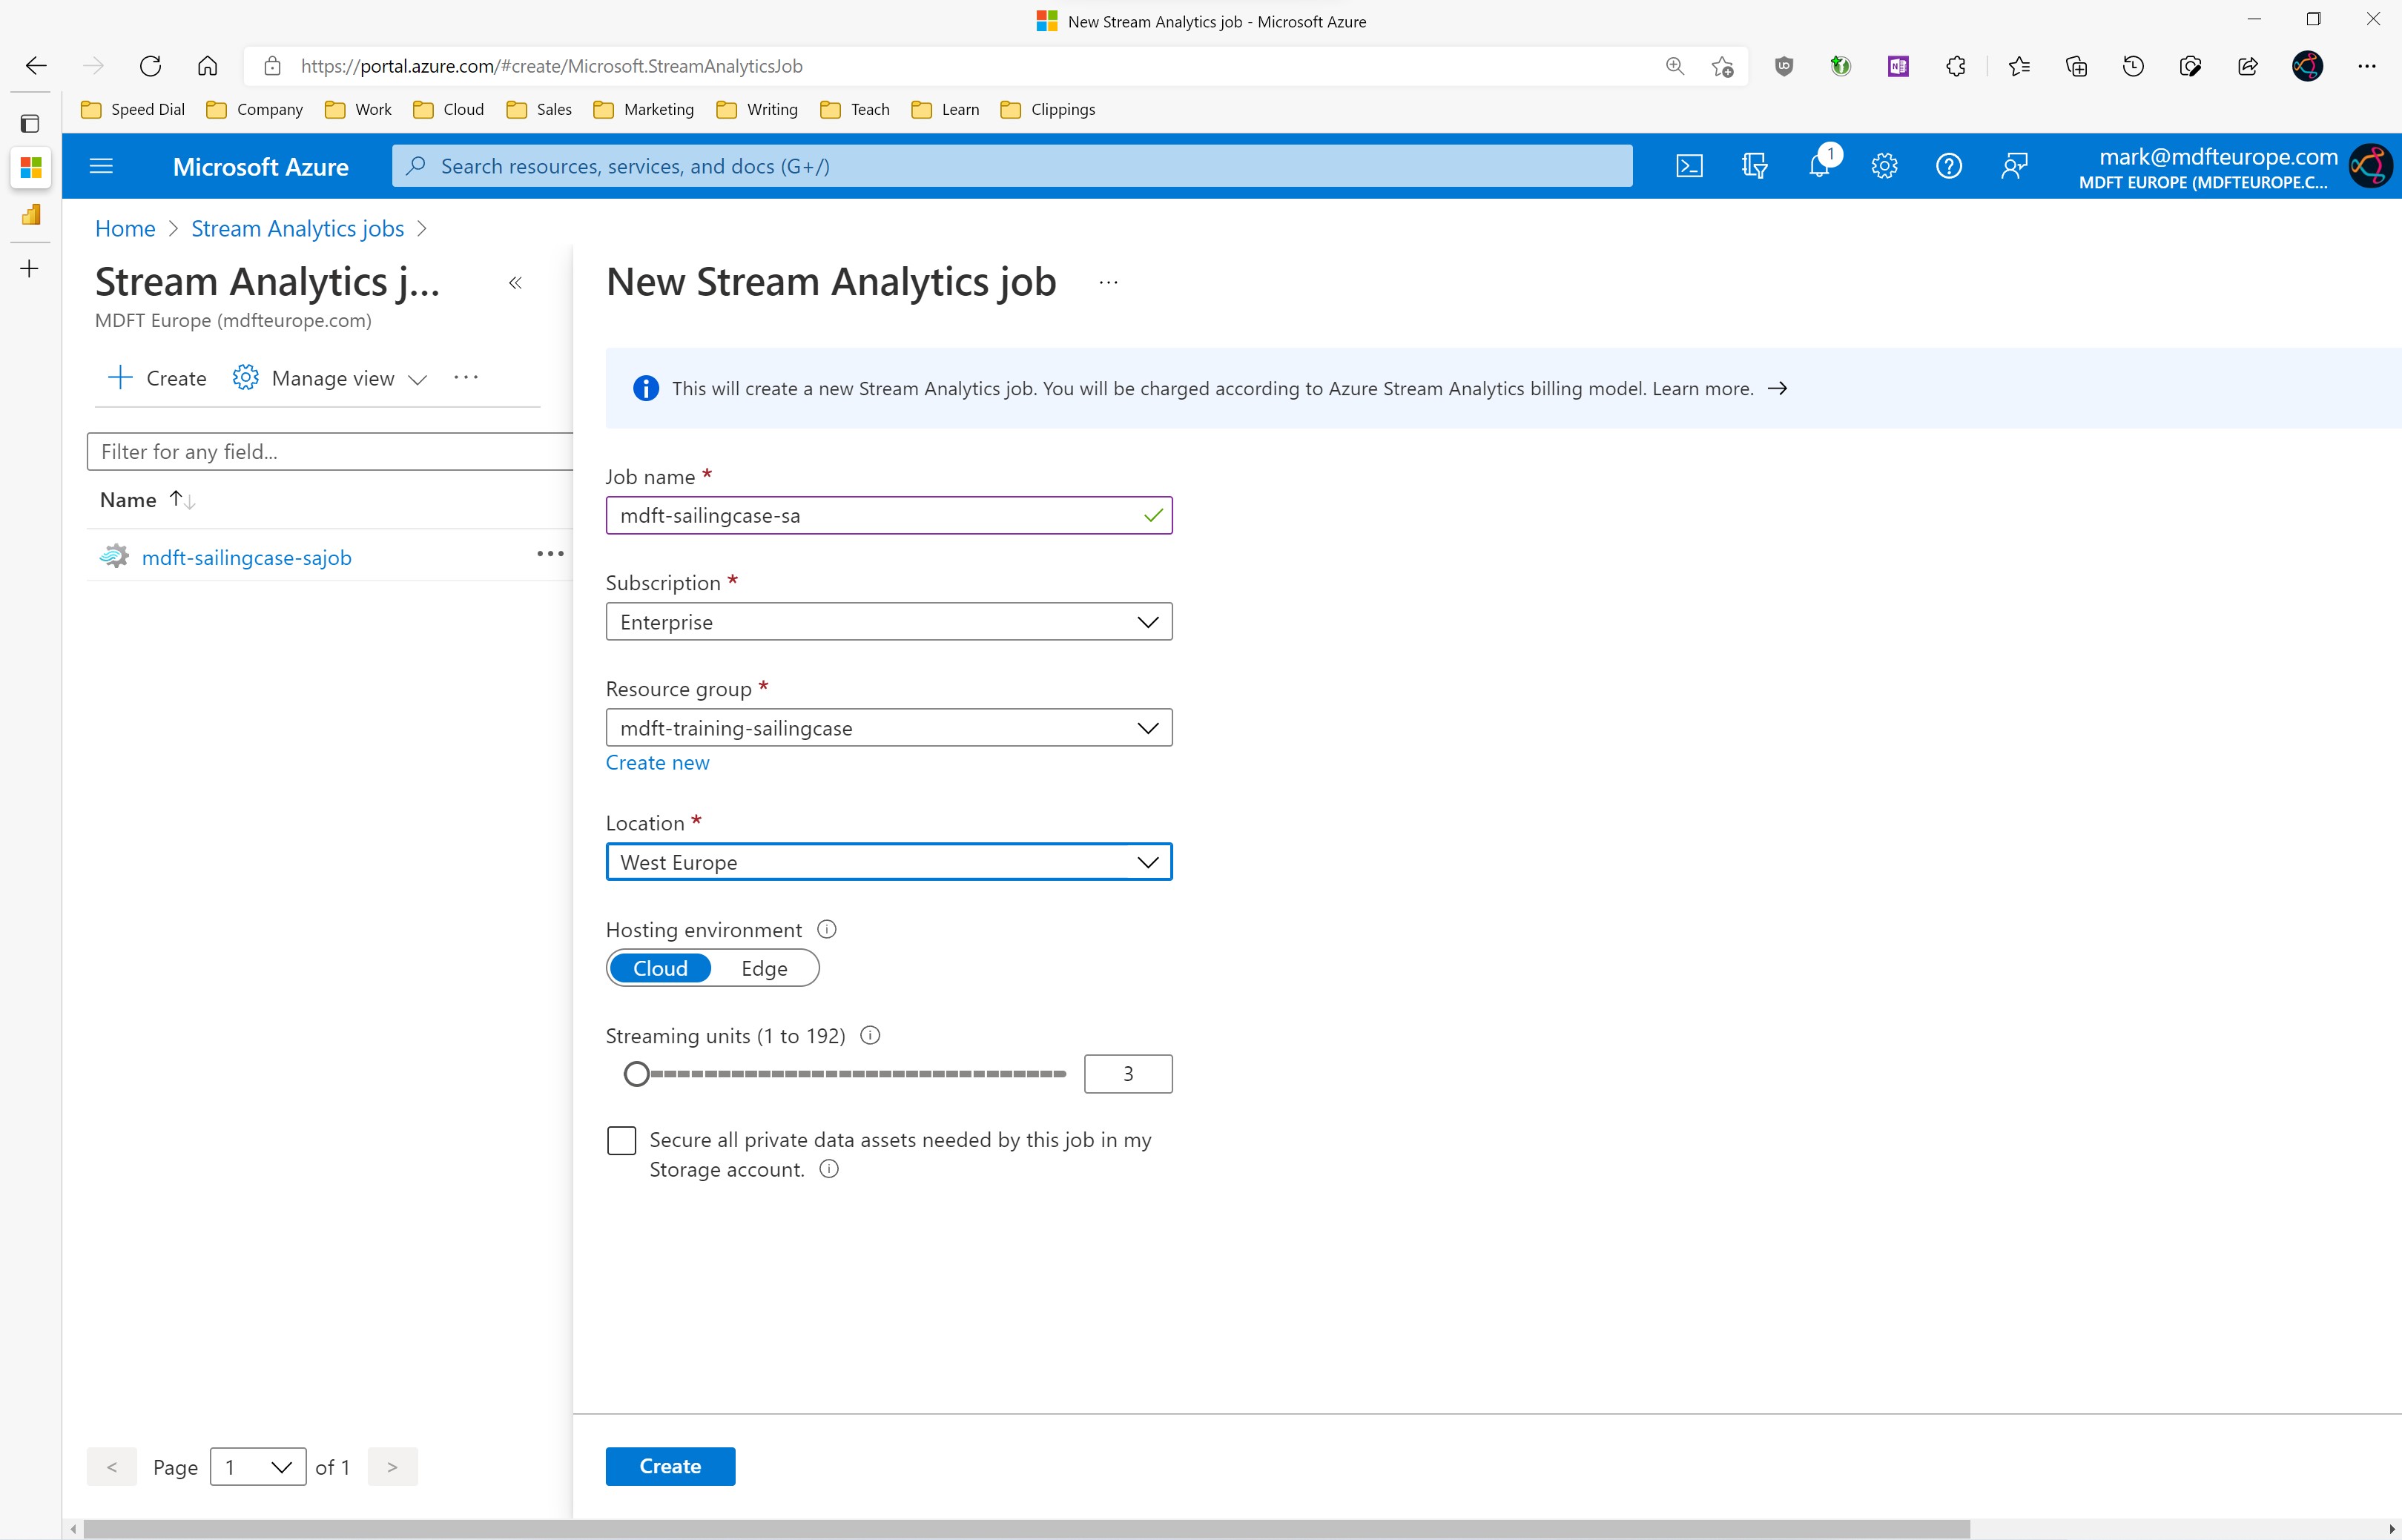 New Stream Analytics job - Microsoft Azure
https://portal.azure.com/#create/Microsoft.StreamAnalyticsJob
Speed Dial Company Work Cloud Sales Marketing Writing Teach Learn Clippings
Microsoft Azure
Search resources, services, and docs (G+/)
1
mark@mdfteurope.com
MDFT EUROPE (MDFTEUROPE.C...
Home > Stream Analytics jobs >
Stream Analytics j... «
MDFT Europe (mdfteurope.com)
+ Create Manage view ...
Filter for any field...
Name ↑↓
mdft-sailingcase-sajob ...
< Page 1 of 1 >
New Stream Analytics job ...
This will create a new Stream Analytics job. You will be charged according to Azure Stream Analytics billing model. Learn more. →
Job name *
mdft-sailingcase-sa
Subscription *
Enterprise
Resource group *
mdft-training-sailingcase
Create new
Location *
West Europe
Hosting environment
Cloud Edge
Streaming units (1 to 192)
3
Secure all private data assets needed by this job in my
Storage account.
Create